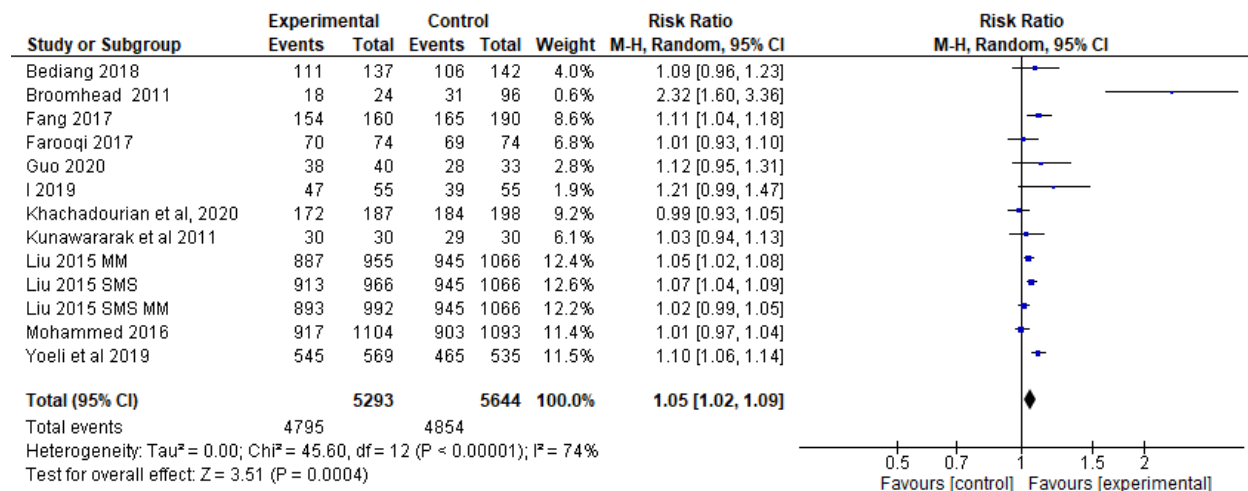 Experimental Control Risk Ratio Risk Ratio
Study or Subgroup Events Total Events Total Weight M-H, Random, 95% CI M-H, Random, 95% CI
Bediang 2018 111 137 106 142 4.0% 1.09 [0.96, 1.23]
Broomhead 2011 18 24 31 96 0.6% 2.32 [1.60, 3.36]
Fang 2017 154 160 165 190 8.6% 1.11 [1.04, 1.18]
Farooqi 2017 70 74 69 74 6.8% 1.01 [0.93, 1.10]
Guo 2020 38 40 28 33 2.8% 1.12 [0.95, 1.31]
I 2019 47 55 39 55 1.9% 1.21 [0.99, 1.47]
Khachadourian et al, 2020 172 187 184 198 9.2% 0.99 [0.93, 1.05]
Kunawararak et al 2011 30 30 29 30 6.1% 1.03 [0.94, 1.13]
Liu 2015 MM 887 955 945 1066 12.4% 1.05 [1.02, 1.08]
Liu 2015 SMS 913 966 945 1066 12.6% 1.07 [1.04, 1.09]
Liu 2015 SMS MM 893 992 945 1066 12.2% 1.02 [0.99, 1.05]
Mohammed 2016 917 1104 903 1093 11.4% 1.01 [0.97, 1.04]
Yoeli et al 2019 545 569 465 535 11.5% 1.10 [1.06, 1.14]
Total (95% CI) 5293 5644 100.0% 1.05 [1.02, 1.09]
Total events 4795 4854
Heterogeneity: Tau² = 0.00; Chi² = 45.60, df = 12 (P < 0.00001); I² = 74%
Test for overall effect: Z = 3.51 (P = 0.0004)
0.5 0.7 1 1.5 2
Favours [control] Favours [experimental]